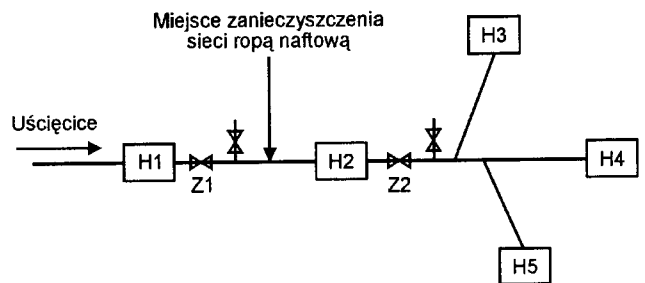 Miejsce zanieczyszczenia
sieci ropą naftową
H3
Uścięcice
H1
H2
H4
Z1
Z2
H5